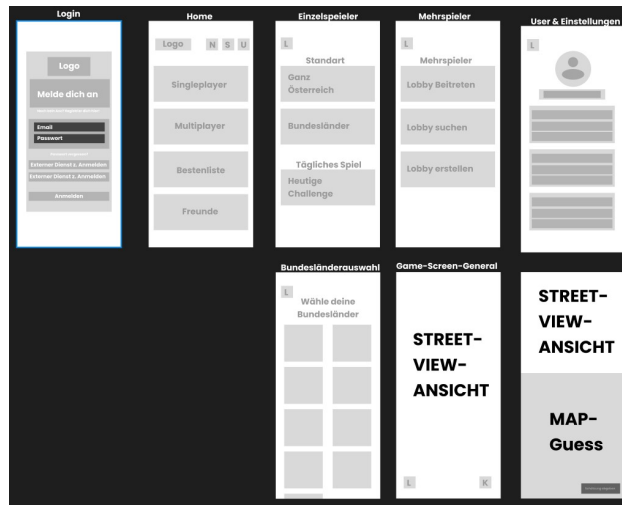 Login
Logo
Melde dich an
Email
Passwort
Externer Dienst z. Anmelden
Externer Dienst z. Anmelden
Anmelden
Home
Logo N S U
Singleplayer
Multiplayer
Bestenliste
Freunde
Einzelspeieler
L
Standart
Ganz
Österreich
Bundesländer
Tägliches Spiel
Heutige
Challenge
Mehrspieler
L
Mehrspieler
Lobby Beitreten
Lobby suchen
Lobby erstellen
User & Einstellungen
L
Bundesländerauswahl
L
Wähle deine
Bundesländer
Game-Screen-General
STREET-
VIEW-
ANSICHT
L K
STREET-
VIEW-
ANSICHT
MAP-
Guess